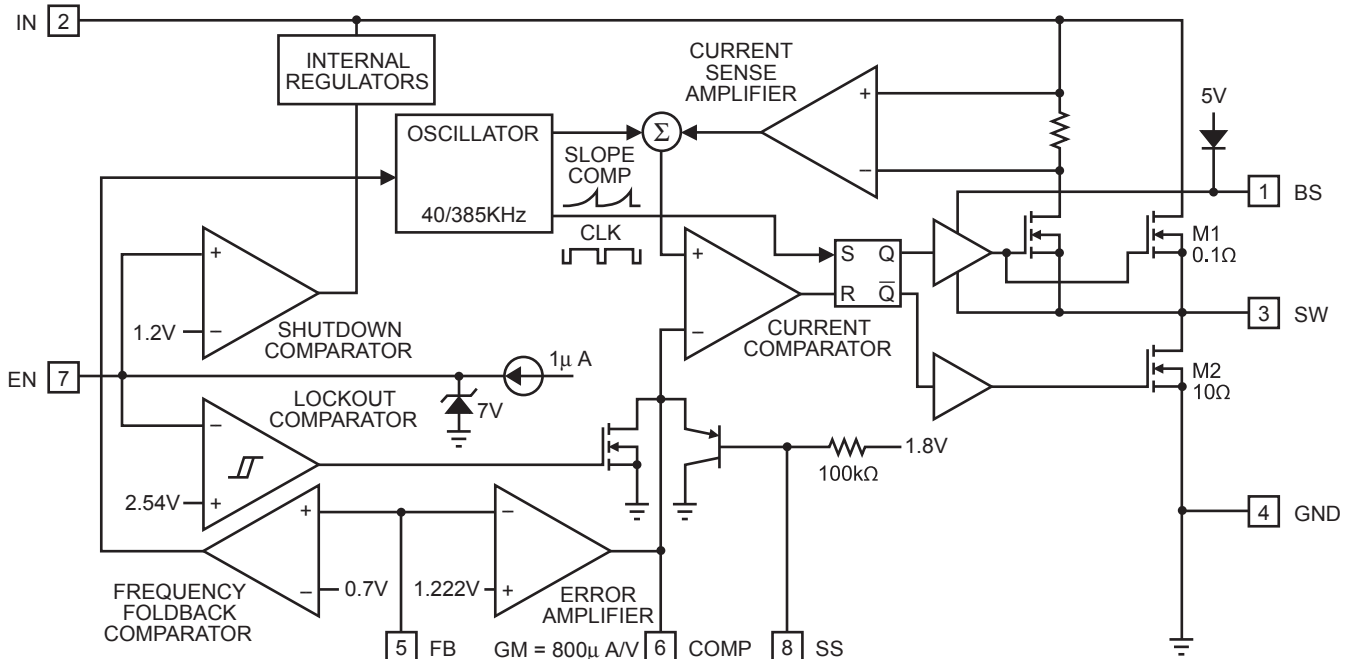 IN 2
INTERNAL
REGULATORS
CURRENT
SENSE
AMPLIFIER
+
−
5V
OSCILLATOR
40/385KHz
Σ
SLOPE
COMP
CLK
1 BS
+
−
1.2V
SHUTDOWN
COMPARATOR
+
−
CURRENT
COMPARATOR
S Q
R Q̅
M1
0.1Ω
3 SW
EN 7
1µ A
LOCKOUT
COMPARATOR
7V
M2
10Ω
−
+
2.54V
1.8V
100kΩ
+
−
0.7V
FREQUENCY
FOLDBACK
COMPARATOR
−
+
1.222V
ERROR
AMPLIFIER
4 GND
5 FB
GM = 800µ A/V
6 COMP
8 SS